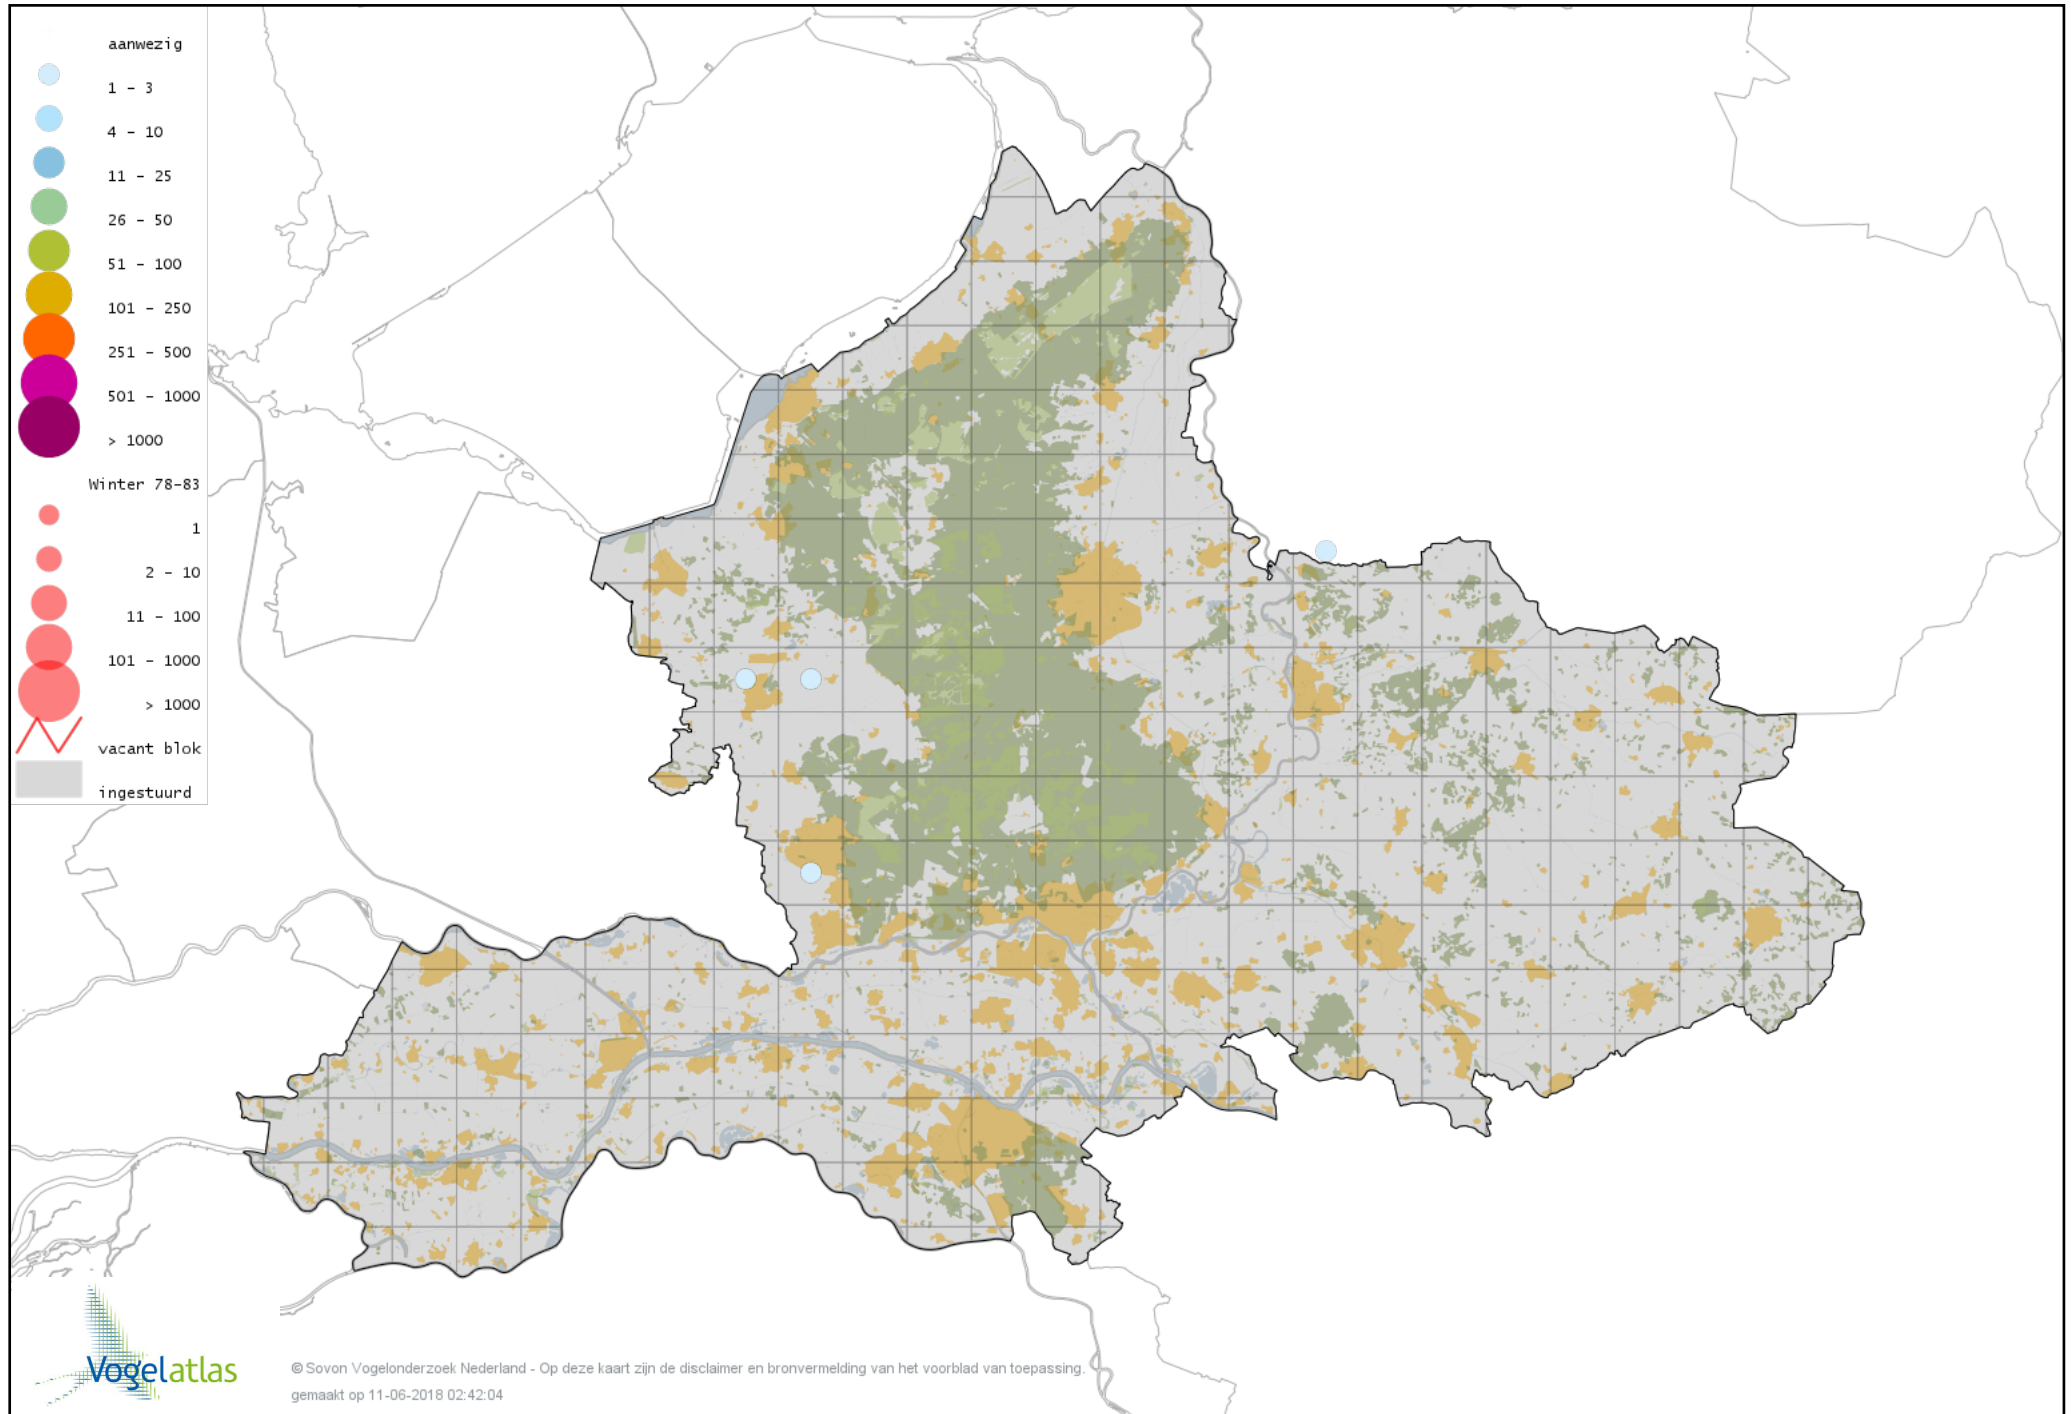 aanwezig
1 - 3
4 - 10
11 - 25
26 - 50
51 - 100
101 - 250
251 - 500
501 - 1000
> 1000
Winter 78-83
1
2 - 10
11 - 100
101 - 1000
> 1000
vacant blok
ingestuurd
Vogelatlas
© Sovon Vogelonderzoek Nederland - Op deze kaart zijn de disclaimer en bronvermelding van het voorblad van toepassing.
gemaakt op 11-06-2018 02:42:04